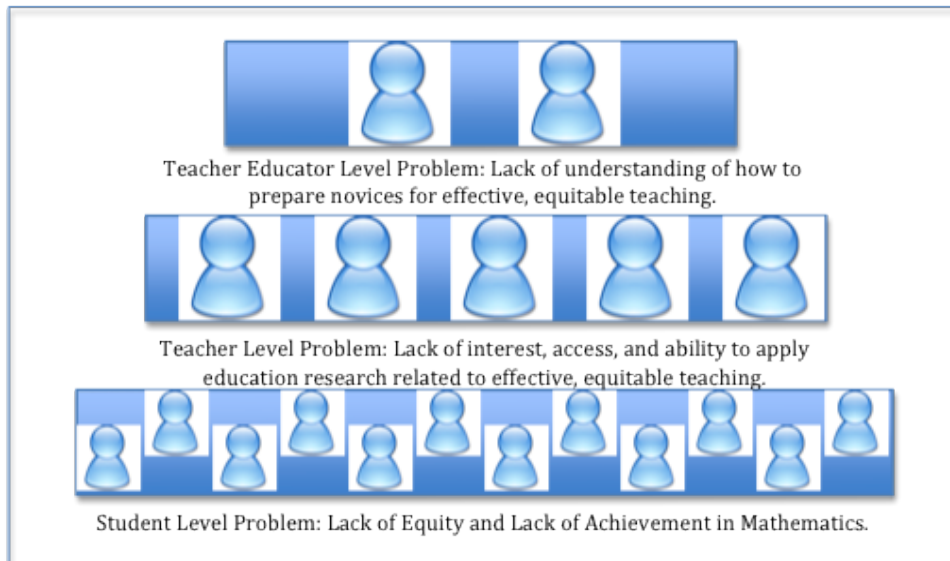 Teacher Educator Level Problem: Lack of understanding of how to
prepare novices for effective, equitable teaching.
Teacher Level Problem: Lack of interest, access, and ability to apply
education research related to effective, equitable teaching.
Student Level Problem: Lack of Equity and Lack of Achievement in Mathematics.